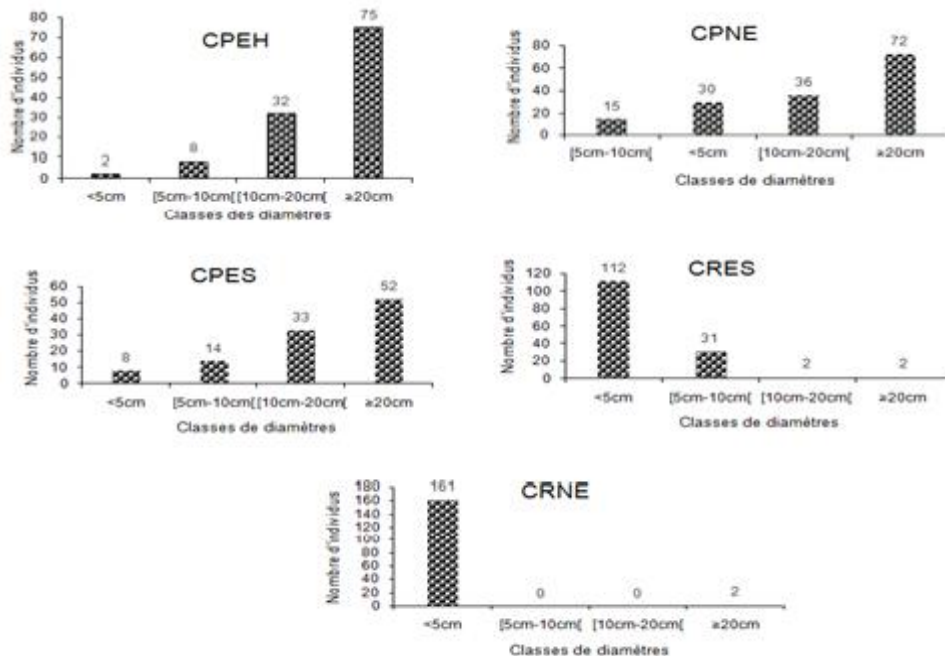 CPEH
Nombre d'individus
80
70
60
50
40
30
20
10
0
2
8
32
75
<5cm [5cm-10cm[ [10cm-20cm[ ≥20cm
Classes des diamètres
CPNE
Nombre d'individus
80
60
40
20
0
15
30
36
72
[5cm-10cm[ <5cm [10cm-20cm[ ≥20cm
Classes de diamètres
CPES
Nombre d'individus
60
50
40
30
20
10
0
8
14
33
52
<5cm [5cm-10cm[ [10cm-20cm[ ≥20cm
Classes de diamètres
CRES
Nombre d'individus
120
100
80
60
40
20
0
112
31
2
2
<5cm [5cm-10cm[ [10cm-20cm[ ≥20cm
Classes de diamètres
CRNE
Nombre d'individus
180
160
140
120
100
80
60
40
20
0
161
0
0
2
<5cm [5cm-10cm[ [10cm-20cm[ ≥20cm
Classes de diamètres